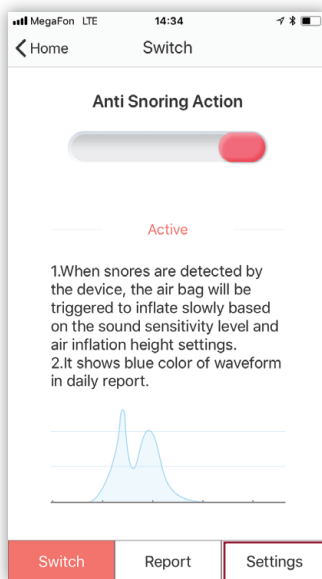 MegaFon LTE 14:34
Home Switch
Anti Snoring Action
Active
1.When snores are detected by
the device, the air bag will be
triggered to inflate slowly based
on the sound sensitivity level and
air inflation height settings.
2.It shows blue color of waveform
in daily report.
Switch Report Settings